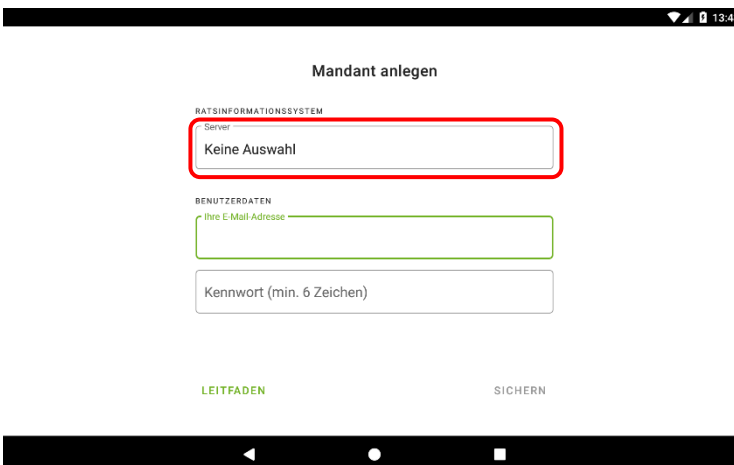 13:4
Mandant anlegen
RATSINFORMATIONSSYSTEM
Server
Keine Auswahl
BENUTZERDATEN
Ihre E-Mail-Adresse
Kennwort (min. 6 Zeichen)
LEITFADEN
SICHERN